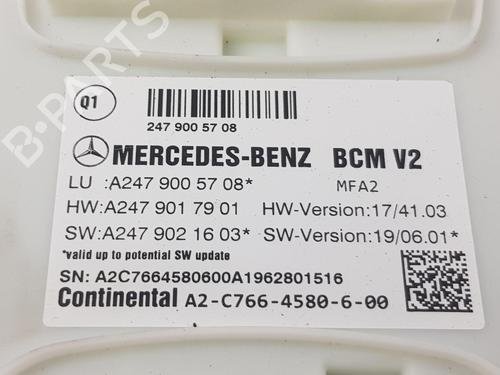 Q1
247 900 57 08
MERCEDES-BENZ BCM V2
LU :A247 900 57 08* MFA2
HW:A247 901 79 01 HW-Version:17/41.03
SW:A247 902 16 03* SW-Version:19/06.01*
*valid up to potential SW update
SN: A2C7664580600A1962801516
Continental A2-C766-4580-6-00
B-PARTS